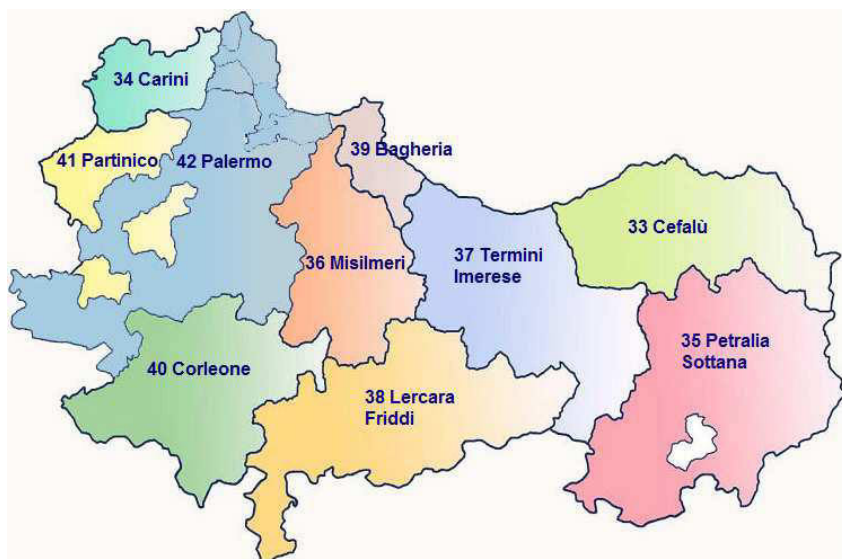 34 Carini
41 Partinico
42 Palermo
39 Bagheria
33 Cefalù
36 Misilmeri
37 Termini
Imerese
35 Petralia
Sottana
40 Corleone
38 Lercara
Friddi